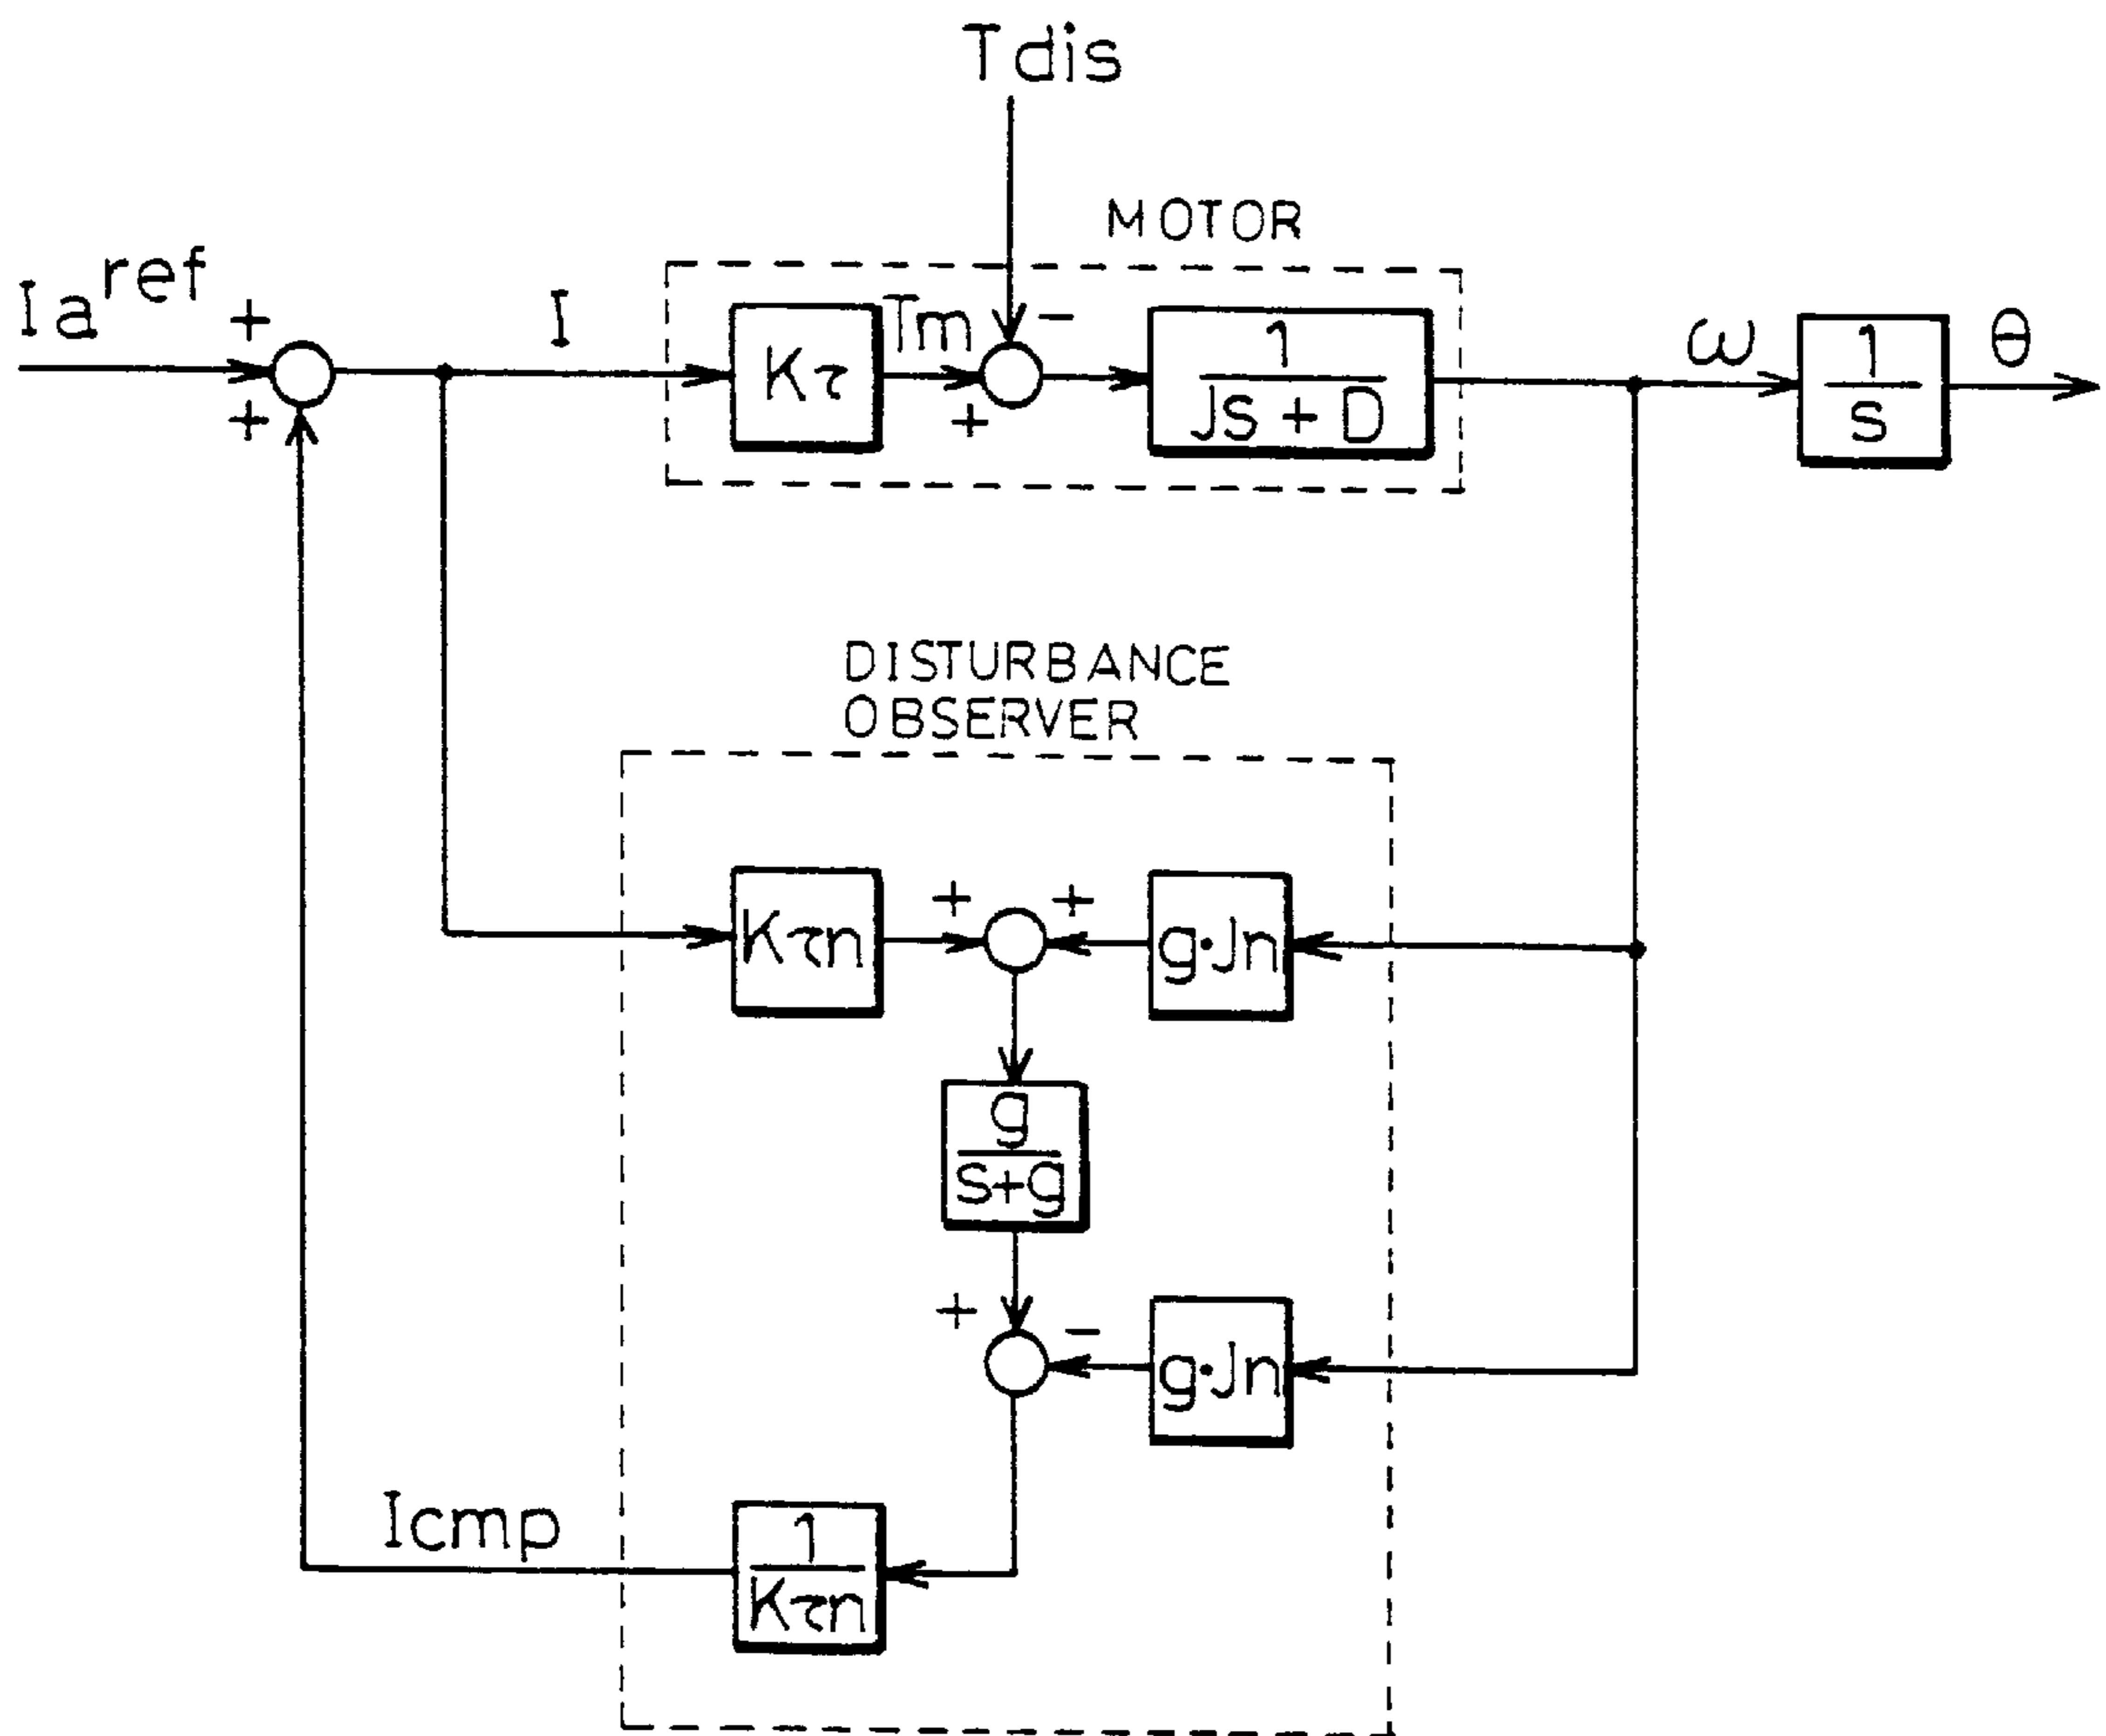 Tdis
MOTOR
Ia^ref
+
+
I
Kτ
Tm
-
+
1
Js + D
ω
1
s
θ
DISTURBANCE
OBSERVER
Kτn
+
+
g·Jn
g
s+g
+
-
g·Jn
Icmp
1
Kτn